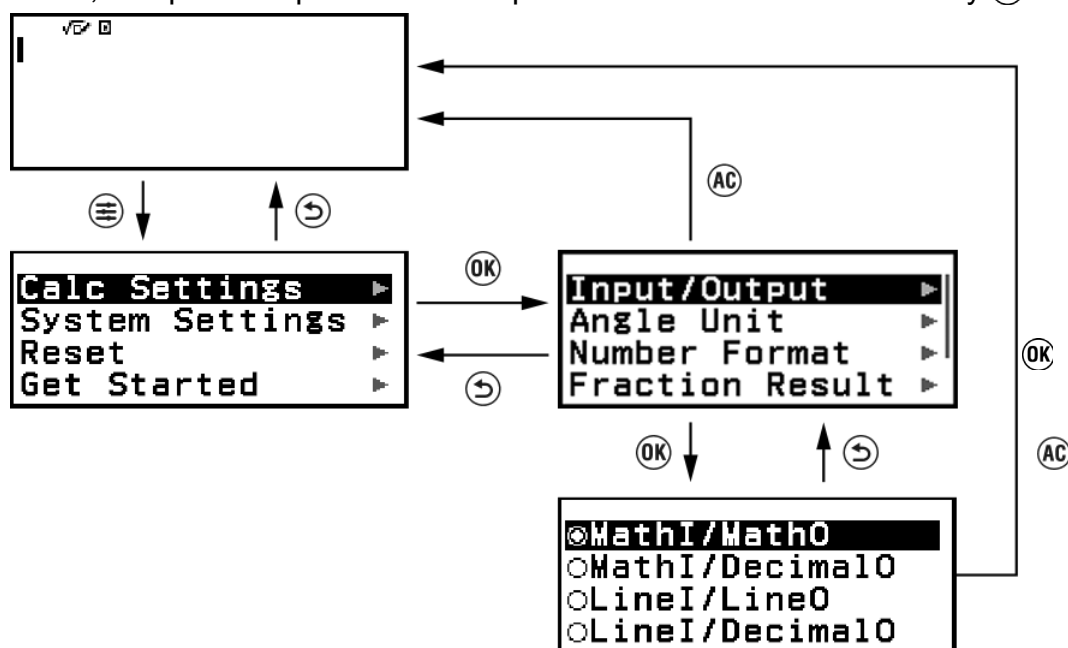 √ D
AC
OK
Calc Settings
System Settings
Reset
Get Started
Input/Output
Angle Unit
Number Format
Fraction Result
OK
AC
OK
MathI/MathO
MathI/DecimalO
LineI/LineO
LineI/DecimalO